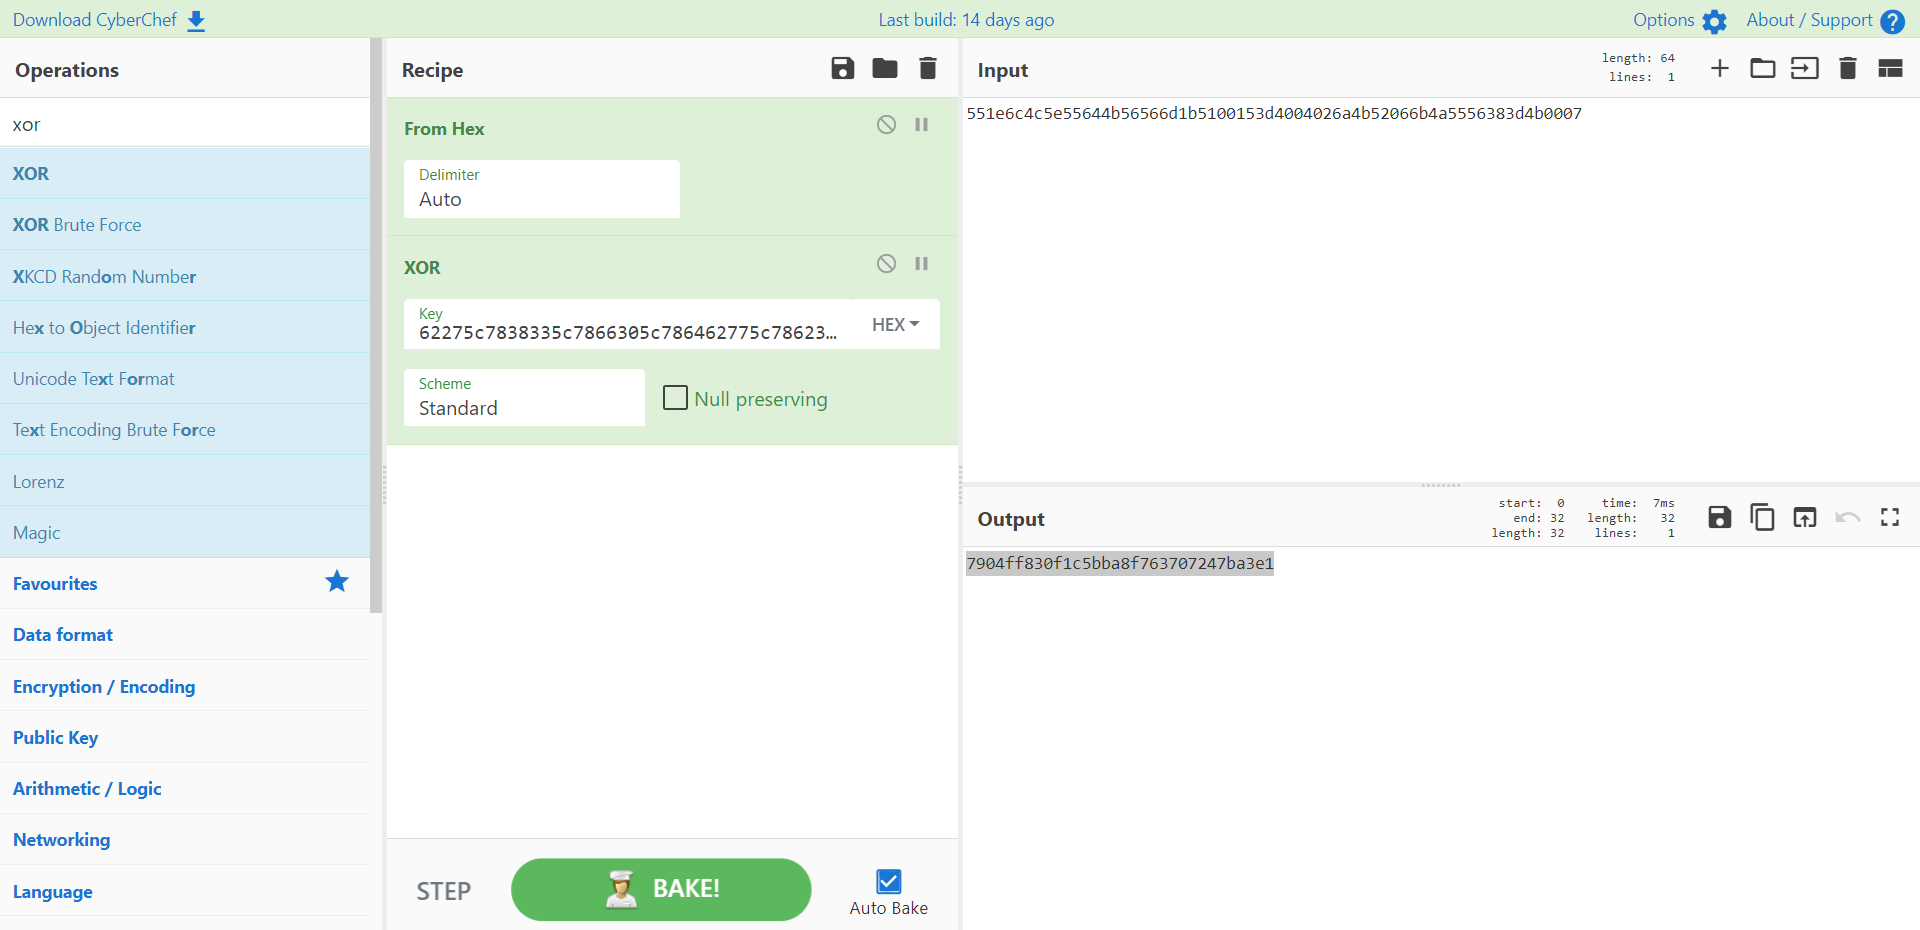 Download CyberChef
Last build: 14 days ago
Options
About / Support
Operations
xor
XOR
XOR Brute Force
XKCD Random Number
Hex to Object Identifier
Unicode Text Format
Text Encoding Brute Force
Lorenz
Magic
Favourites
Data format
Encryption / Encoding
Public Key
Arithmetic / Logic
Networking
Language
Recipe
From Hex
Delimiter
Auto
XOR
Key
62275c7838335c7866305c786462775c78623...
HEX
Scheme
Standard
Null preserving
STEP
BAKE!
Auto Bake
Input
length: 64
lines: 1
551e6c4c5e55644b56566d1b5100153d4004026a4b52066b4a5556383d4b0007
Output
start: 0 time: 7ms
end: 32 length: 32
length: 32 lines: 1
7904ff830f1c5bba8f763707247ba3e1